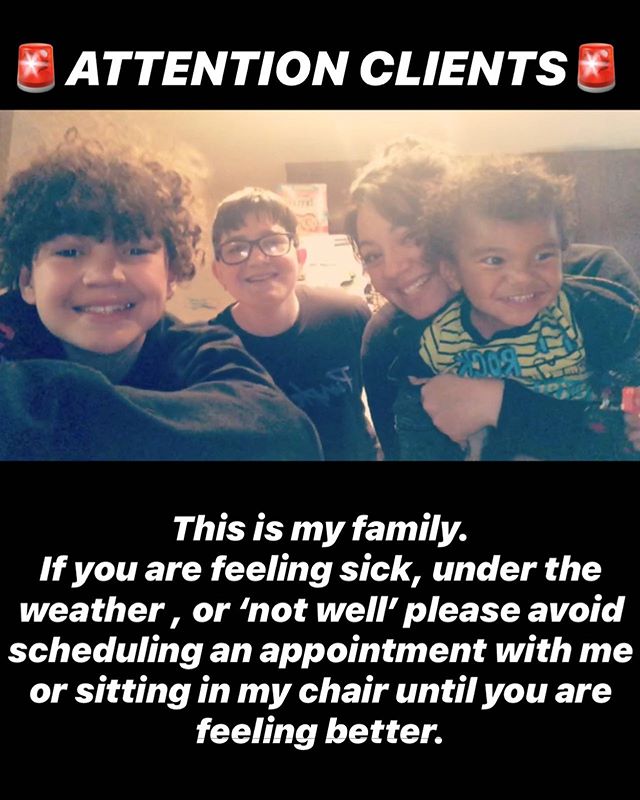 🚨 ATTENTION CLIENTS 🚨
This is my family.
If you are feeling sick, under the
weather , or ‘not well’ please avoid
scheduling an appointment with me
or sitting in my chair until you are
feeling better.
ROCK